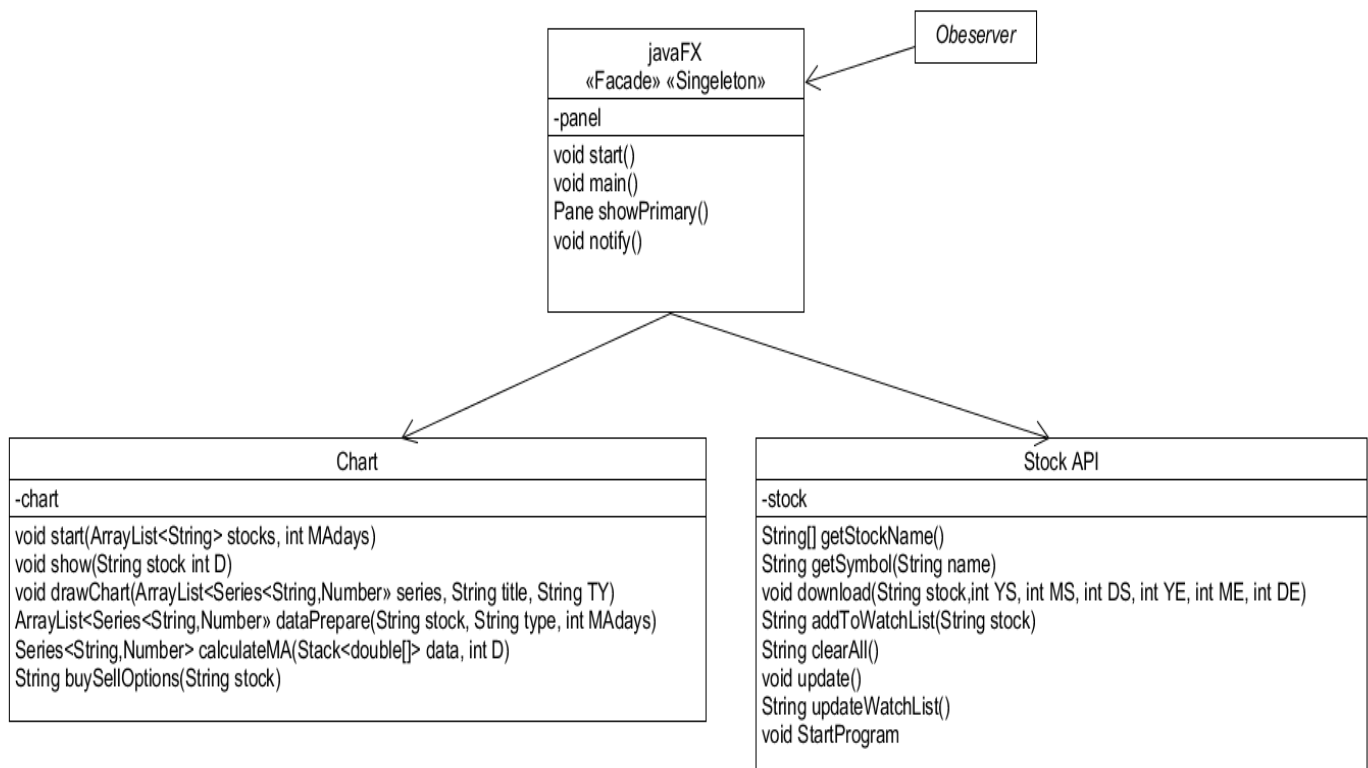 Obeserver
javaFX
«Facade» «Singeleton»
-panel
void start()
void main()
Pane showPrimary()
void notify()
Chart
-chart
void start(ArrayList<String> stocks, int MAdays)
void show(String stock int D)
void drawChart(ArrayList<Series<String,Number» series, String title, String TY)
ArrayList<Series<String,Number» dataPrepare(String stock, String type, int MAdays)
Series<String,Number> calculateMA(Stack<double[]> data, int D)
String buySellOptions(String stock)
Stock API
-stock
String[] getStockName()
String getSymbol(String name)
void download(String stock,int YS, int MS, int DS, int YE, int ME, int DE)
String addToWatchList(String stock)
String clearAll()
void update()
String updateWatchList()
void StartProgram